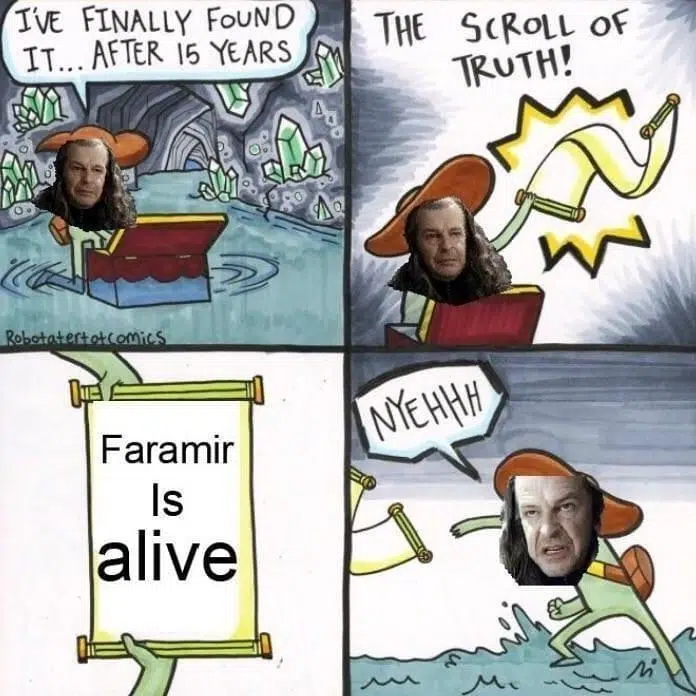 I'VE FINALLY FOUND
IT... AFTER 15 YEARS
THE SCROLL OF
TRUTH!
Robotatertotcomics
Faramir
Is
alive
NYEHHH